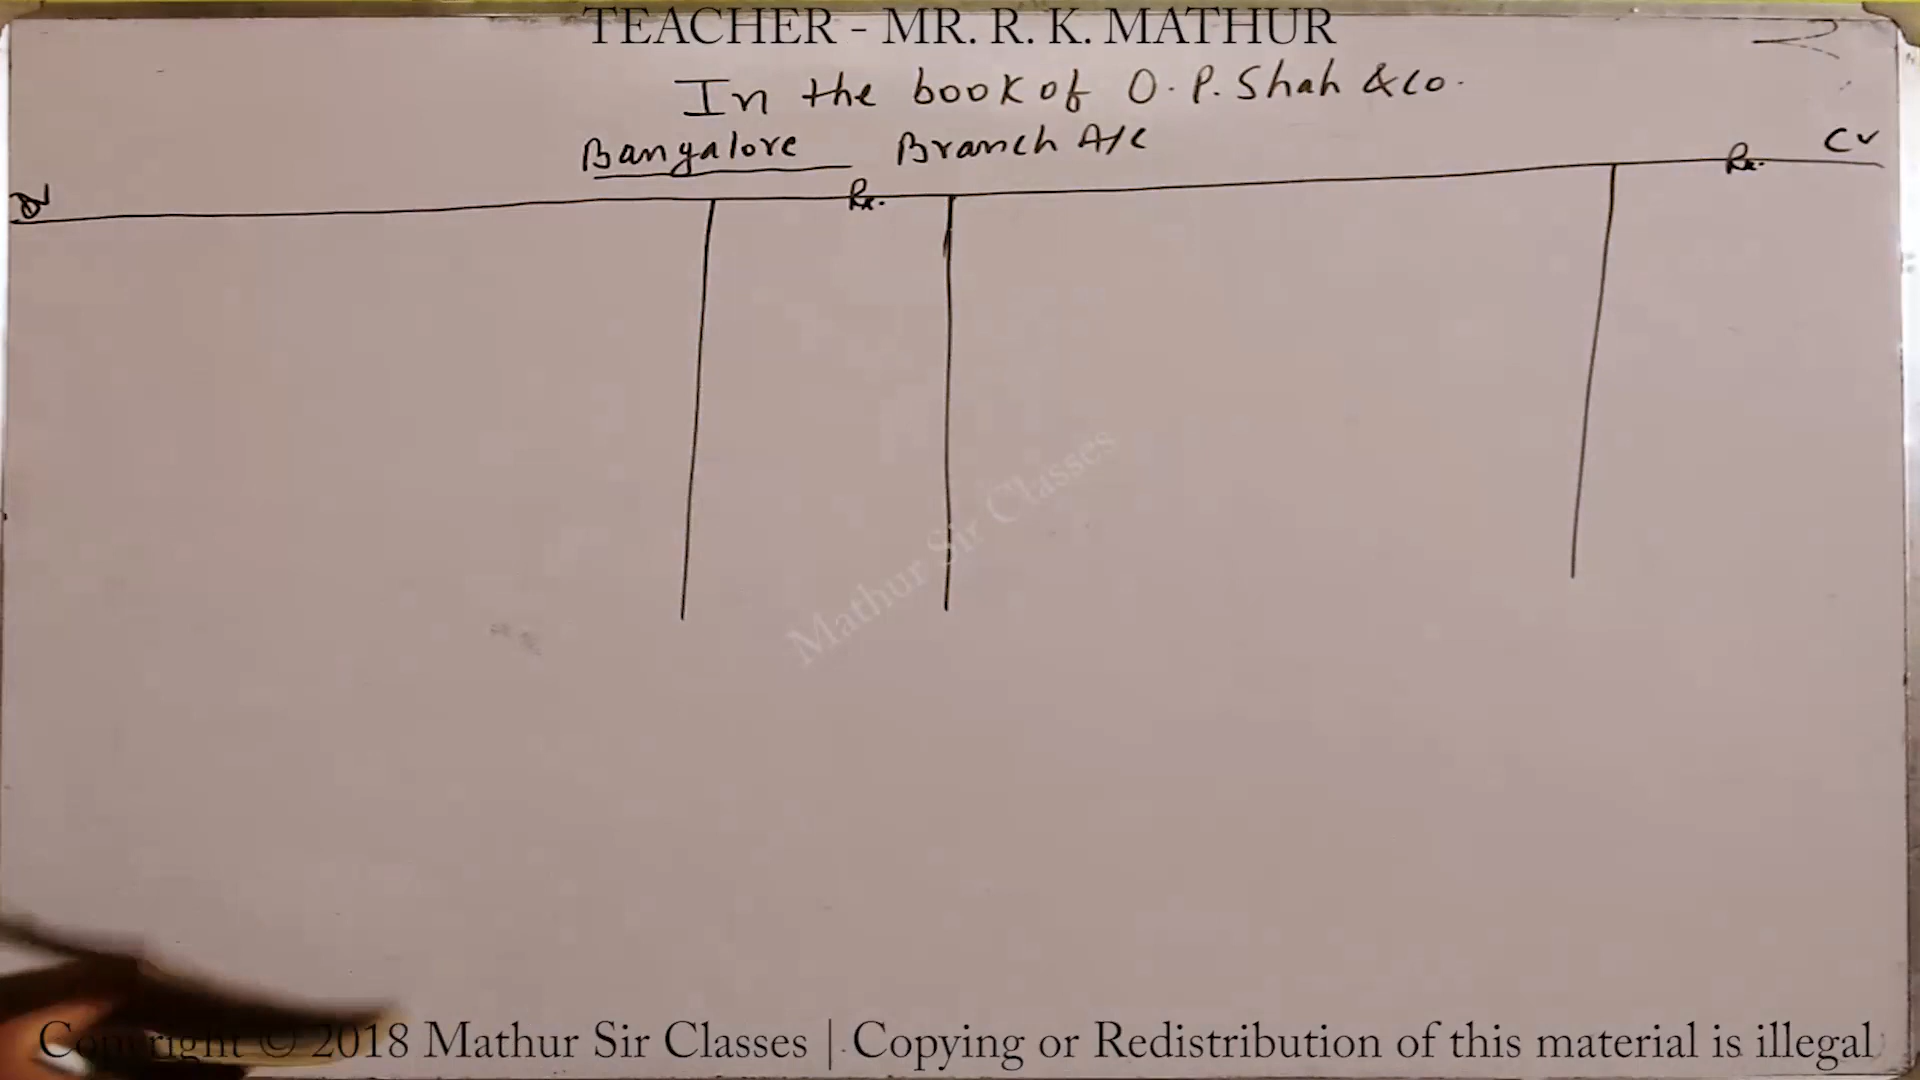 TEACHER - MR. R. K. MATHUR
In the book of O. P. Shah & Co.
Bangalore Branch A/C
Dr Rs. Rs. Cr
Mathur Sir Classes
Copyright © 2018 Mathur Sir Classes | Copying or Redistribution of this material is illegal